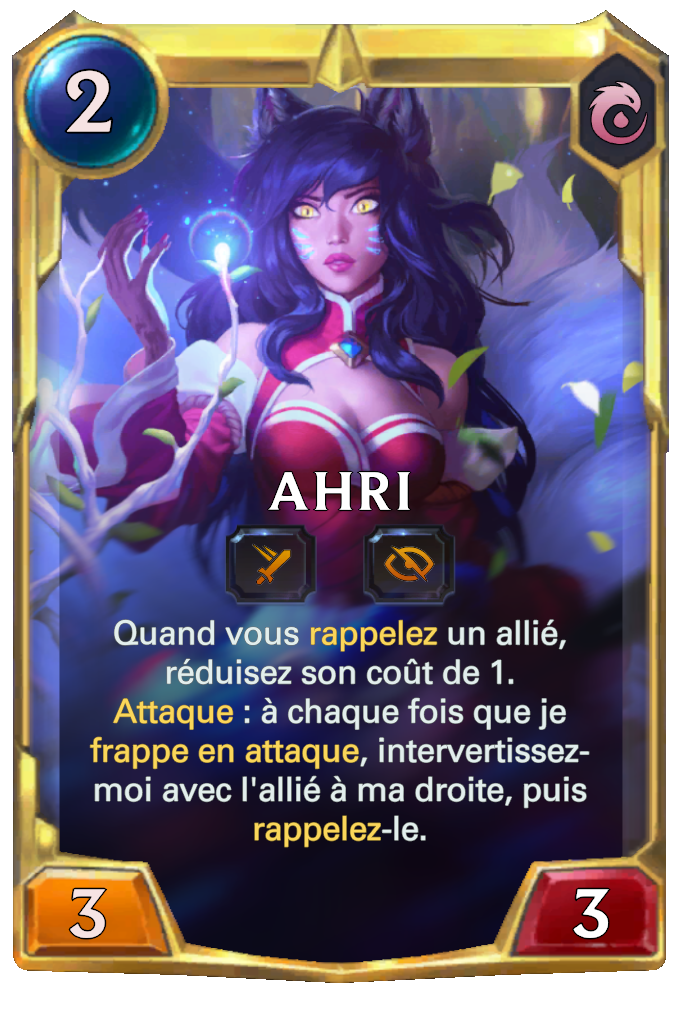 2
AHRI
Quand vous rappelez un allié,
réduisez son coût de 1.
Attaque : à chaque fois que je
frappe en attaque, intervertissez-
moi avec l'allié à ma droite, puis
rappelez-le.
3
3